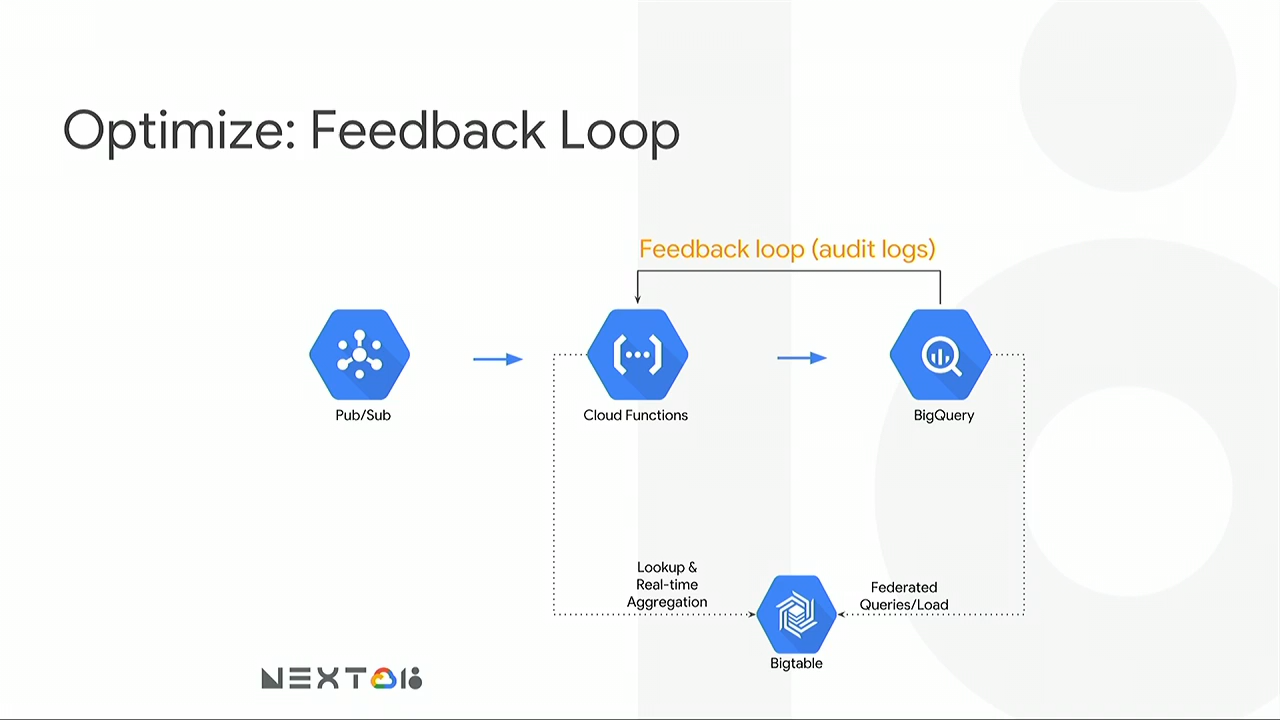 Optimize: Feedback Loop
Feedback loop (audit logs)
Pub/Sub
Cloud Functions
BigQuery
Lookup &
Real-time
Aggregation
Federated
Queries/Load
Bigtable
NEXT 18